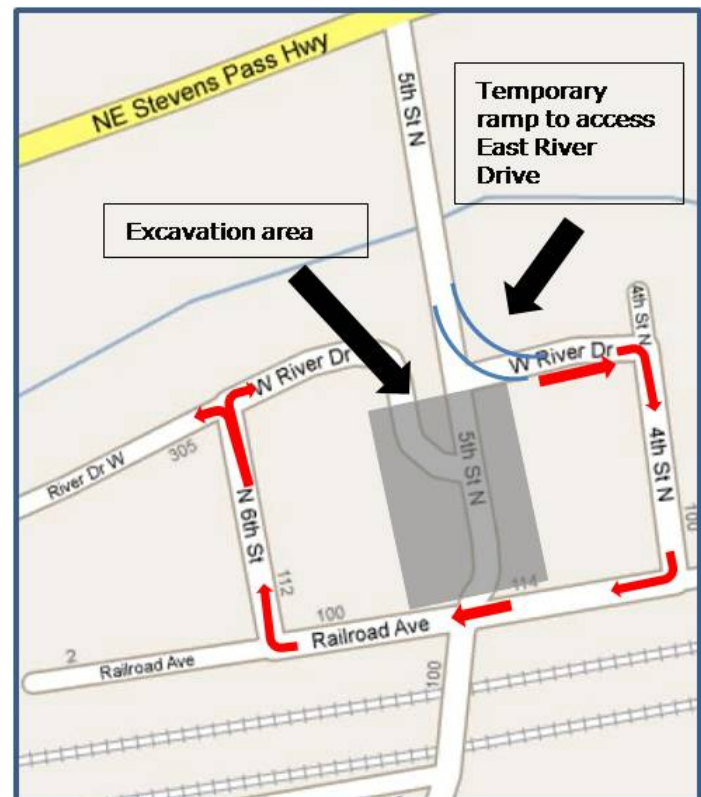 NE Stevens Pass Hwy
5th St N
Temporary
ramp to access
East River
Drive
Excavation area
4th St N
W River Dr
W River Dr
305
River Dr W
5th St N
4th St N
100
N 6th St
112
114
100
Railroad Ave
2
Railroad Ave
100